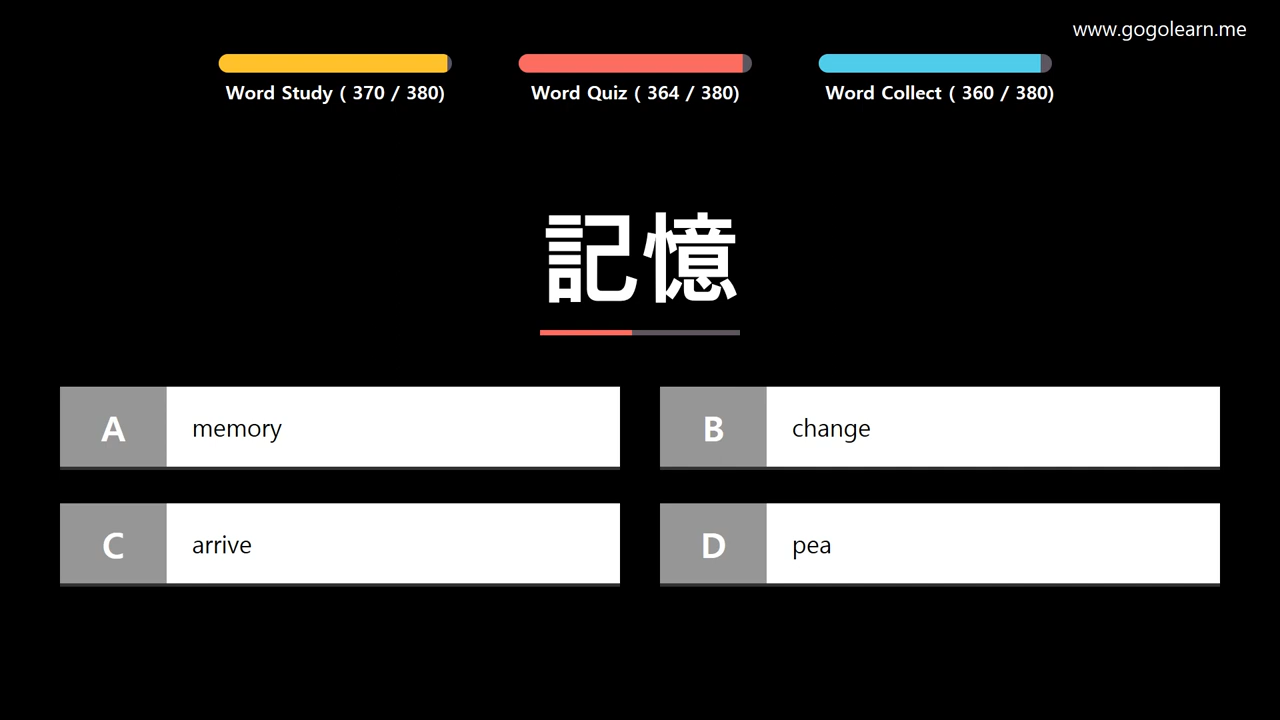 www.gogolearn.me
Word Study ( 370 / 380)
Word Quiz ( 364 / 380)
Word Collect ( 360 / 380)
記憶
A memory
B change
C arrive
D pea